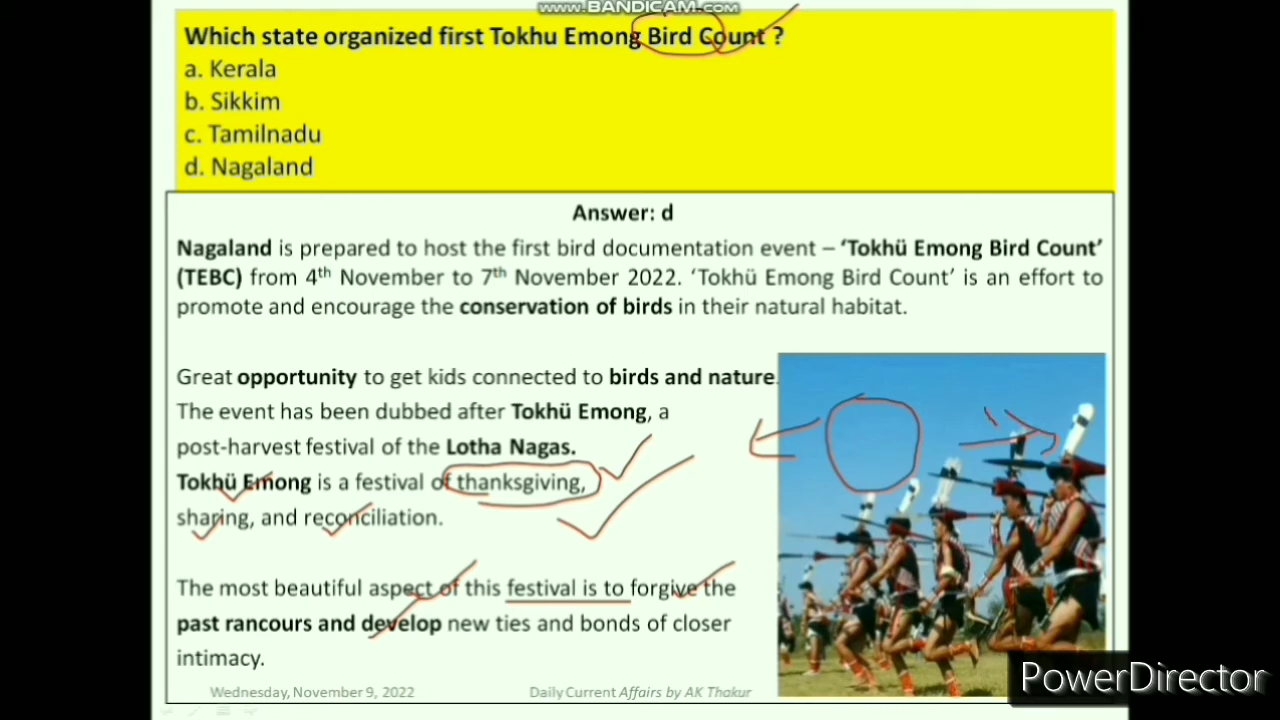 WWW.BANDICAM.COM
Which state organized first Tokhu Emong Bird Count ?
a. Kerala
b. Sikkim
c. Tamilnadu
d. Nagaland
Answer: d
Nagaland is prepared to host the first bird documentation event – ‘Tokhü Emong Bird Count’
(TEBC) from 4th November to 7th November 2022. ‘Tokhü Emong Bird Count’ is an effort to
promote and encourage the conservation of birds in their natural habitat.
Great opportunity to get kids connected to birds and nature.
The event has been dubbed after Tokhü Emong, a
post-harvest festival of the Lotha Nagas.
Tokhü Emong is a festival of thanksgiving,
sharing, and reconciliation.
The most beautiful aspect of this festival is to forgive the
past rancours and develop new ties and bonds of closer
intimacy.
Wednesday, November 9, 2022
Daily Current Affairs by AK Thakur
PowerDirector